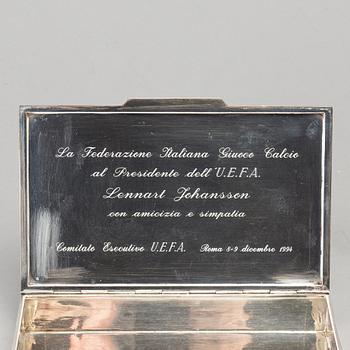 La Federazione Italiana Giuoco Calcio
al Presidente dell'U.E.F.A.
Lennart Johansson
con amicizia e simpatia
Comitato Esecutivo U.E.F.A. Roma 8-9 dicembre 1994